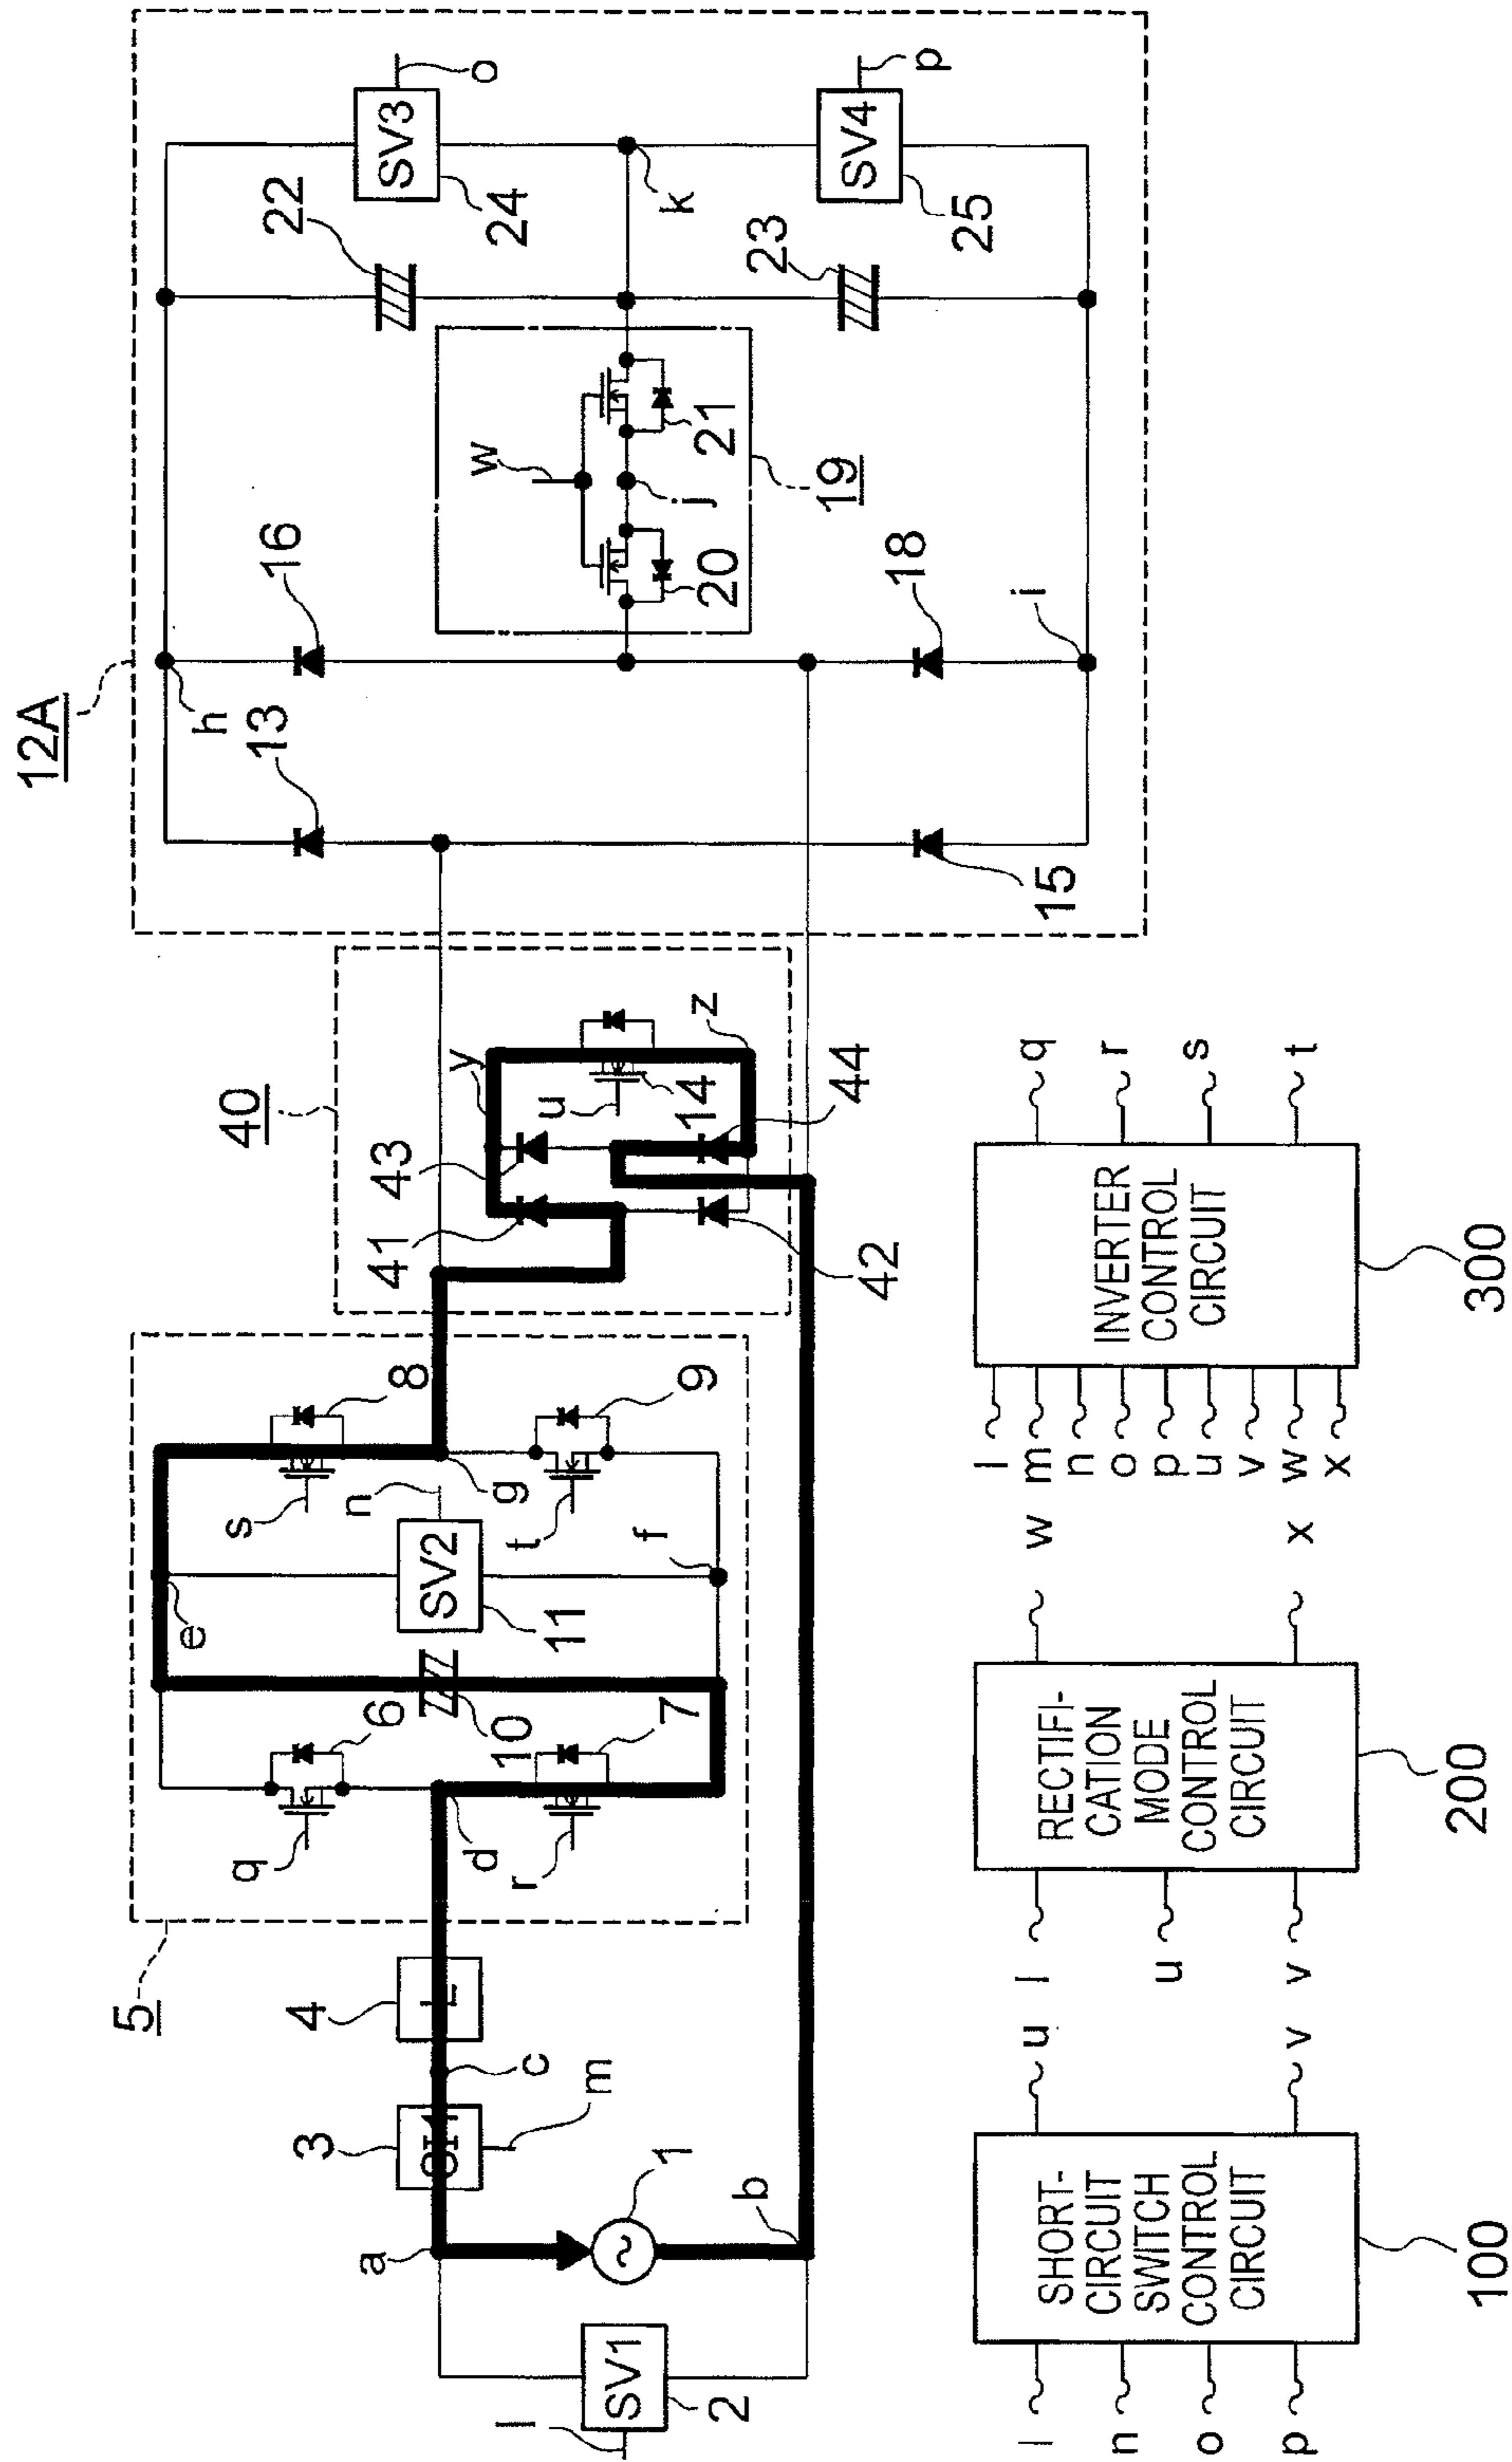 12A
h
13
16
22
SV3
o
24
k
w
j
20
21
19
23
SV4
p
25
18
i
15
5
q
6
e
s
8
n
SV2
11
10
7
d
r
f
t
9
g
40
y
43
41
u
14
z
44
42
4
L
3
c
m
a
1
b
SV1
2
l
l
n
o
p
SHORT-
CIRCUIT
SWITCH
CONTROL
CIRCUIT
100
u
v
l
u
v
RECTIFI-
CATION
MODE
CONTROL
CIRCUIT
200
w
x
l
m
n
o
p
u
v
w
x
INVERTER
CONTROL
CIRCUIT
300
q
r
s
t